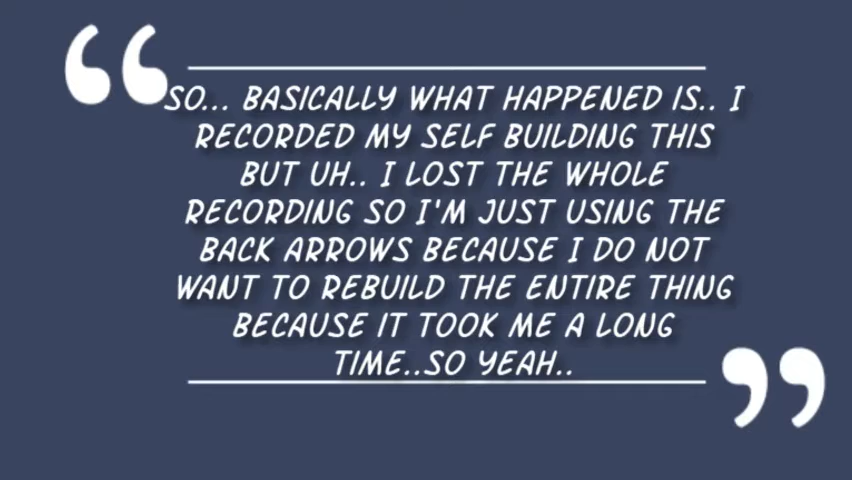 SO... BASICALLY WHAT HAPPENED IS.. I
RECORDED MY SELF BUILDING THIS
BUT UH.. I LOST THE WHOLE
RECORDING SO I'M JUST USING THE
BACK ARROWS BECAUSE I DO NOT
WANT TO REBUILD THE ENTIRE THING
BECAUSE IT TOOK ME A LONG
TIME..SO YEAH..